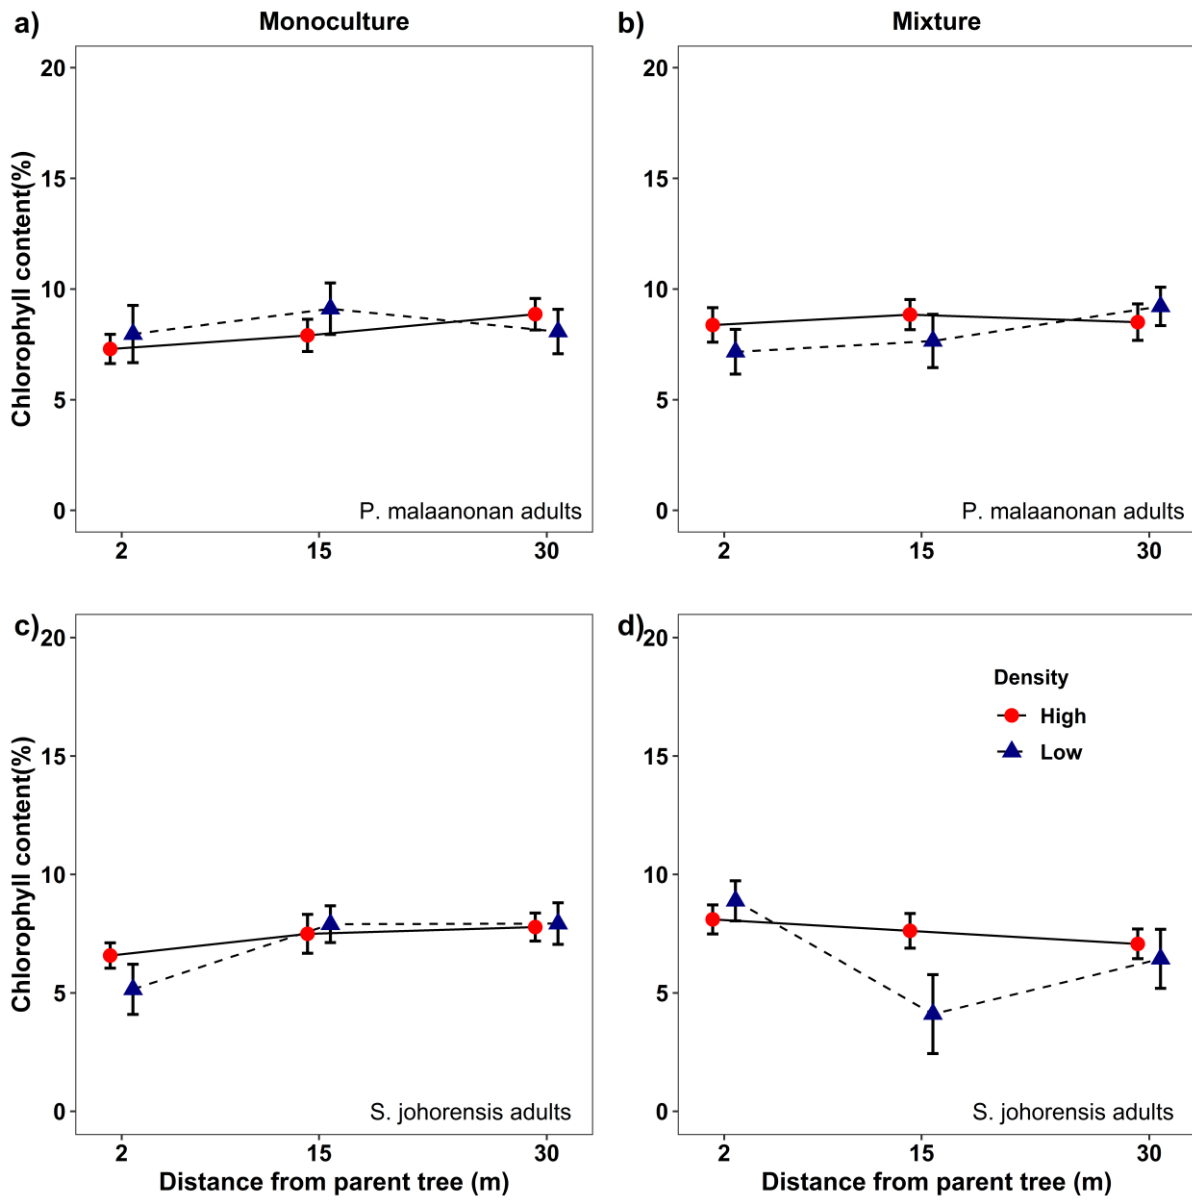 a) Monoculture
b) Mixture
Chlorophyll content(%)
20
15
10
5
0
P. malaanonan adults
2 15 30
20
15
10
5
0
P. malaanonan adults
2 15 30
c)
Chlorophyll content(%)
20
15
10
5
0
S. johorensis adults
2 15 30
Distance from parent tree (m)
d)
20
15
10
5
0
Density
High
Low
S. johorensis adults
2 15 30
Distance from parent tree (m)